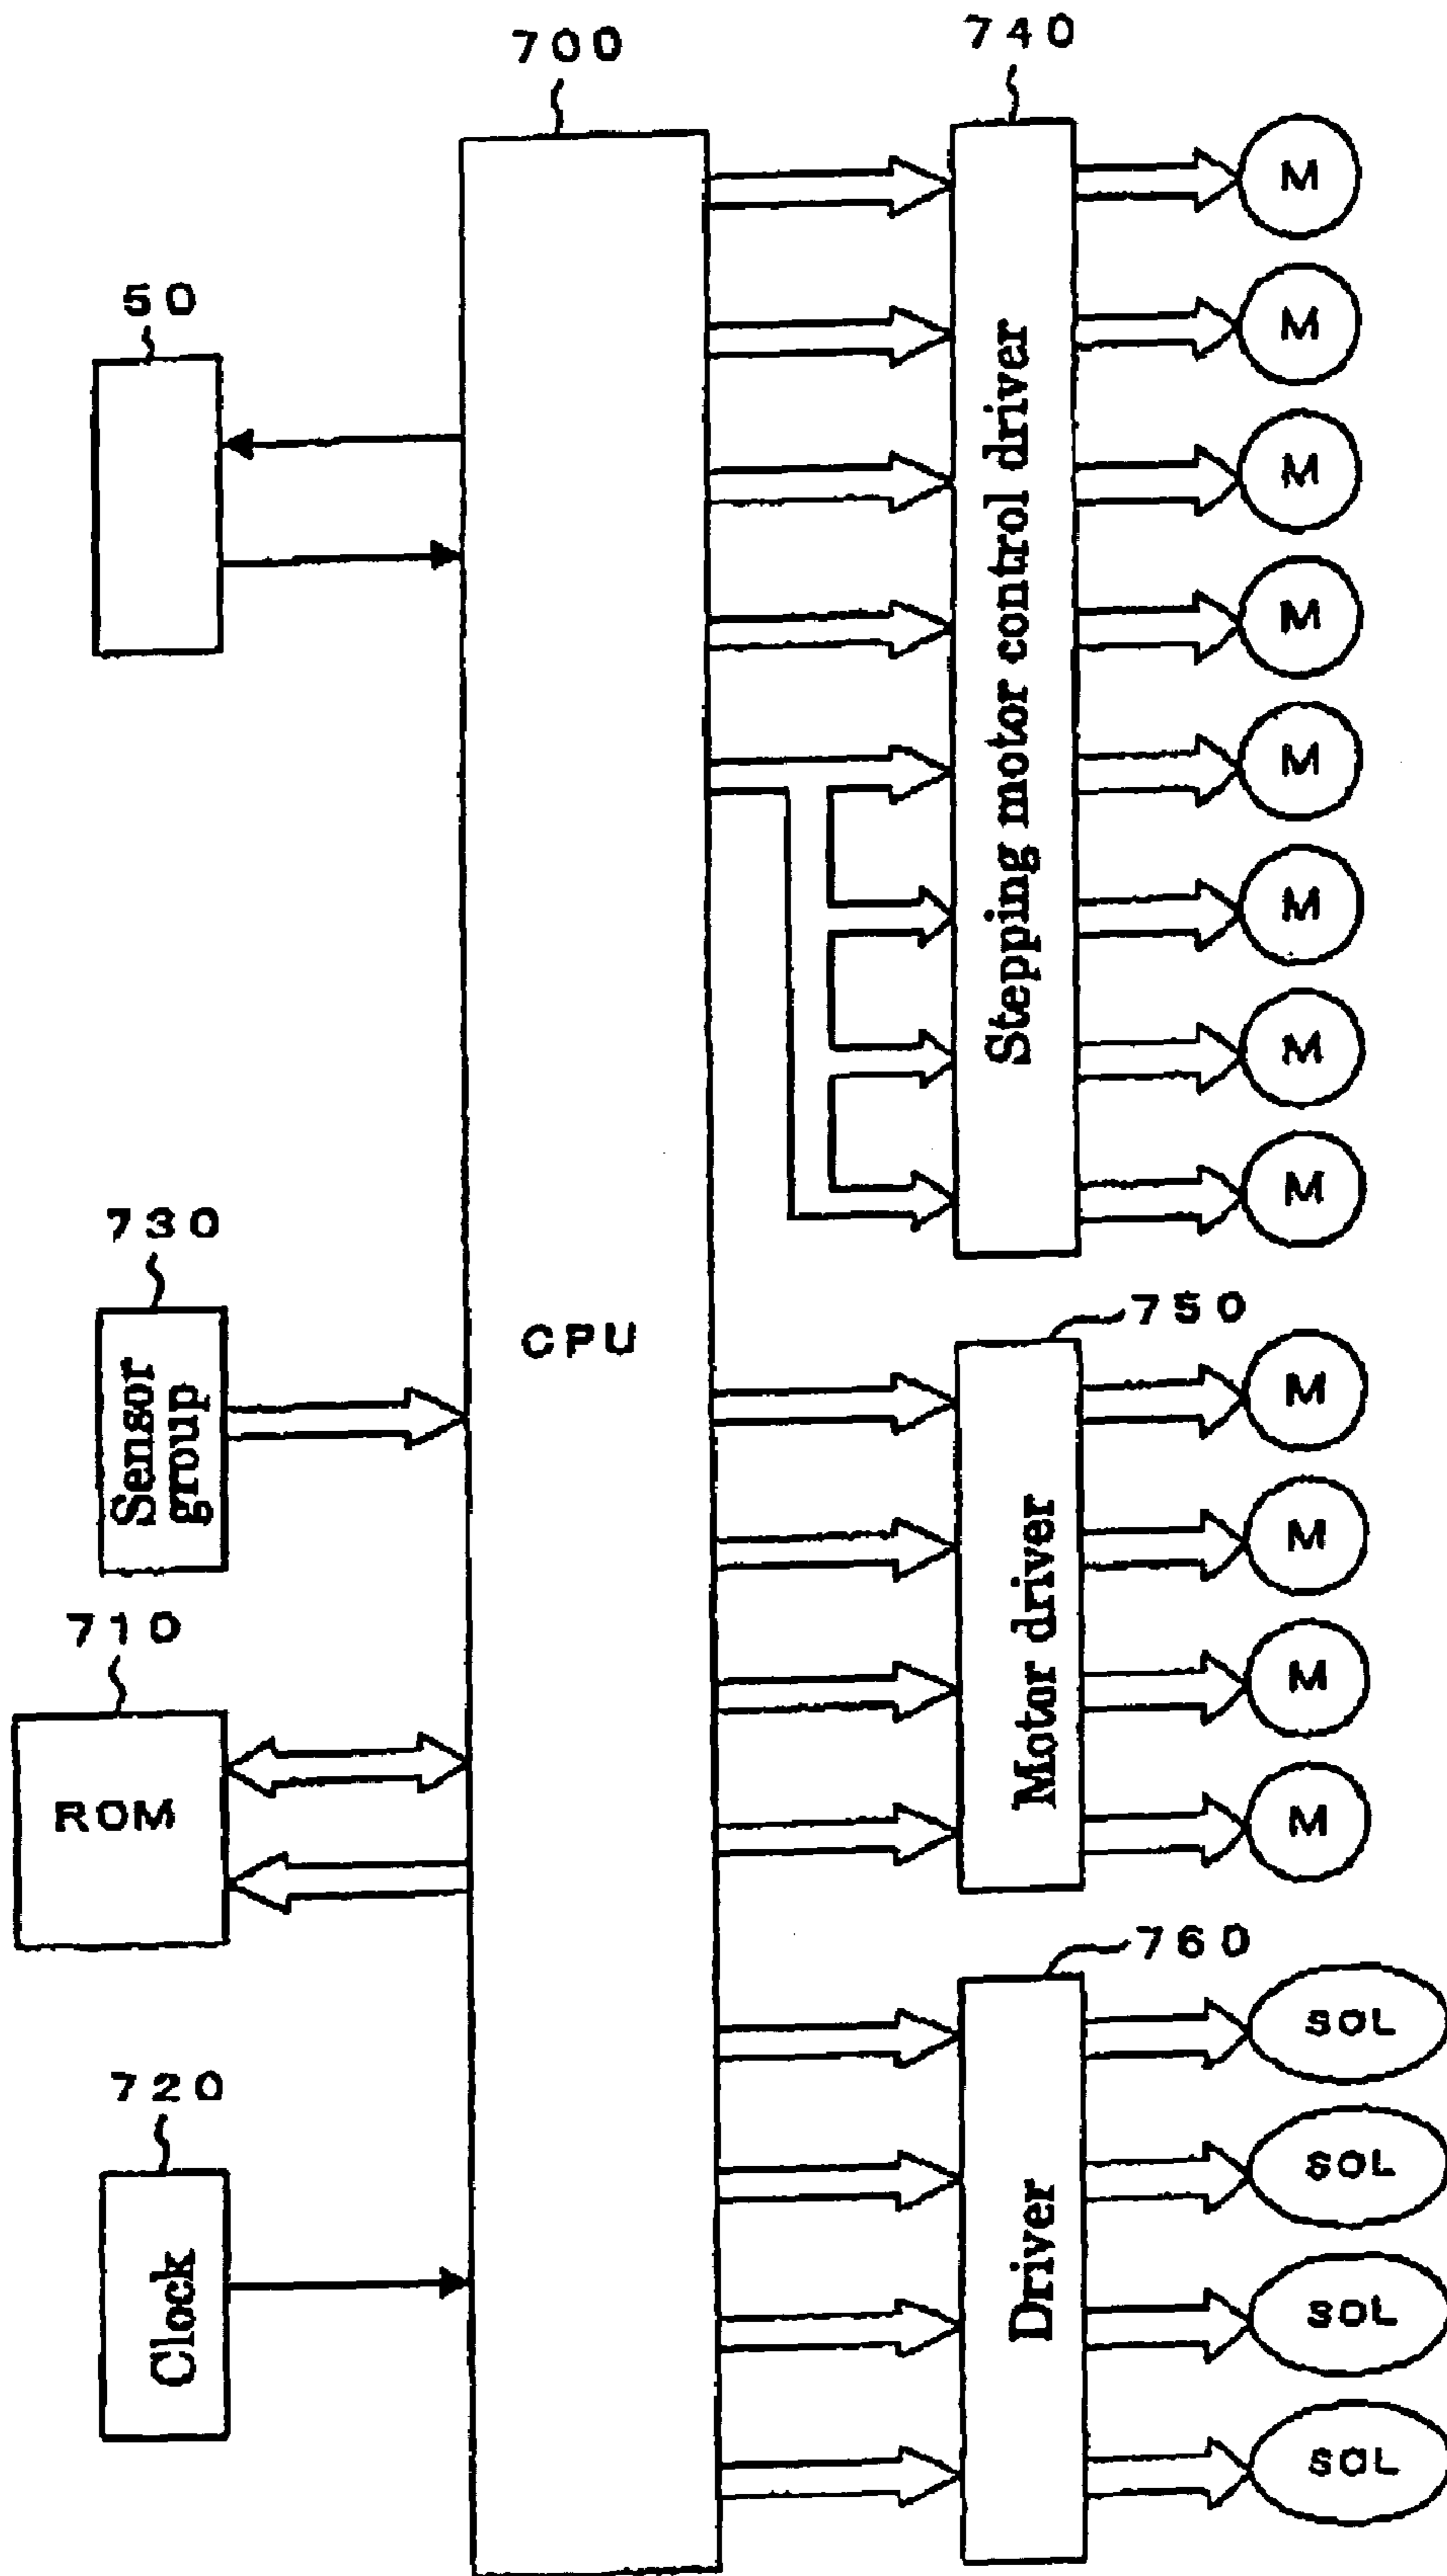 700
740
50
730
710
720
750
760
CPU
Sensor
group
ROM
Clock
Stepping motor control driver
Motor driver
Driver
M
M
M
M
M
M
M
M
M
M
M
M
SOL
SOL
SOL
SOL